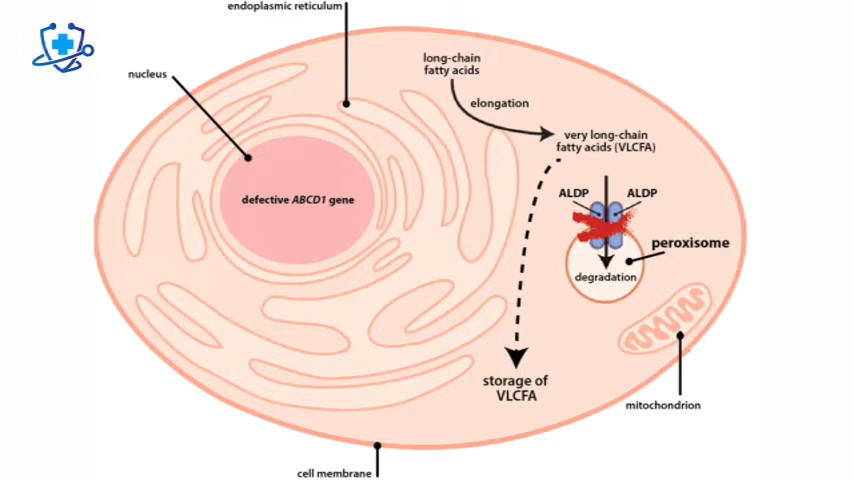 endoplasmic reticulum
nucleus
long-chain
fatty acids
elongation
very long-chain
fatty acids (VLCFA)
ALDP
ALDP
defective ABCD1 gene
peroxisome
degradation
storage of
VLCFA
mitochondrion
cell membrane